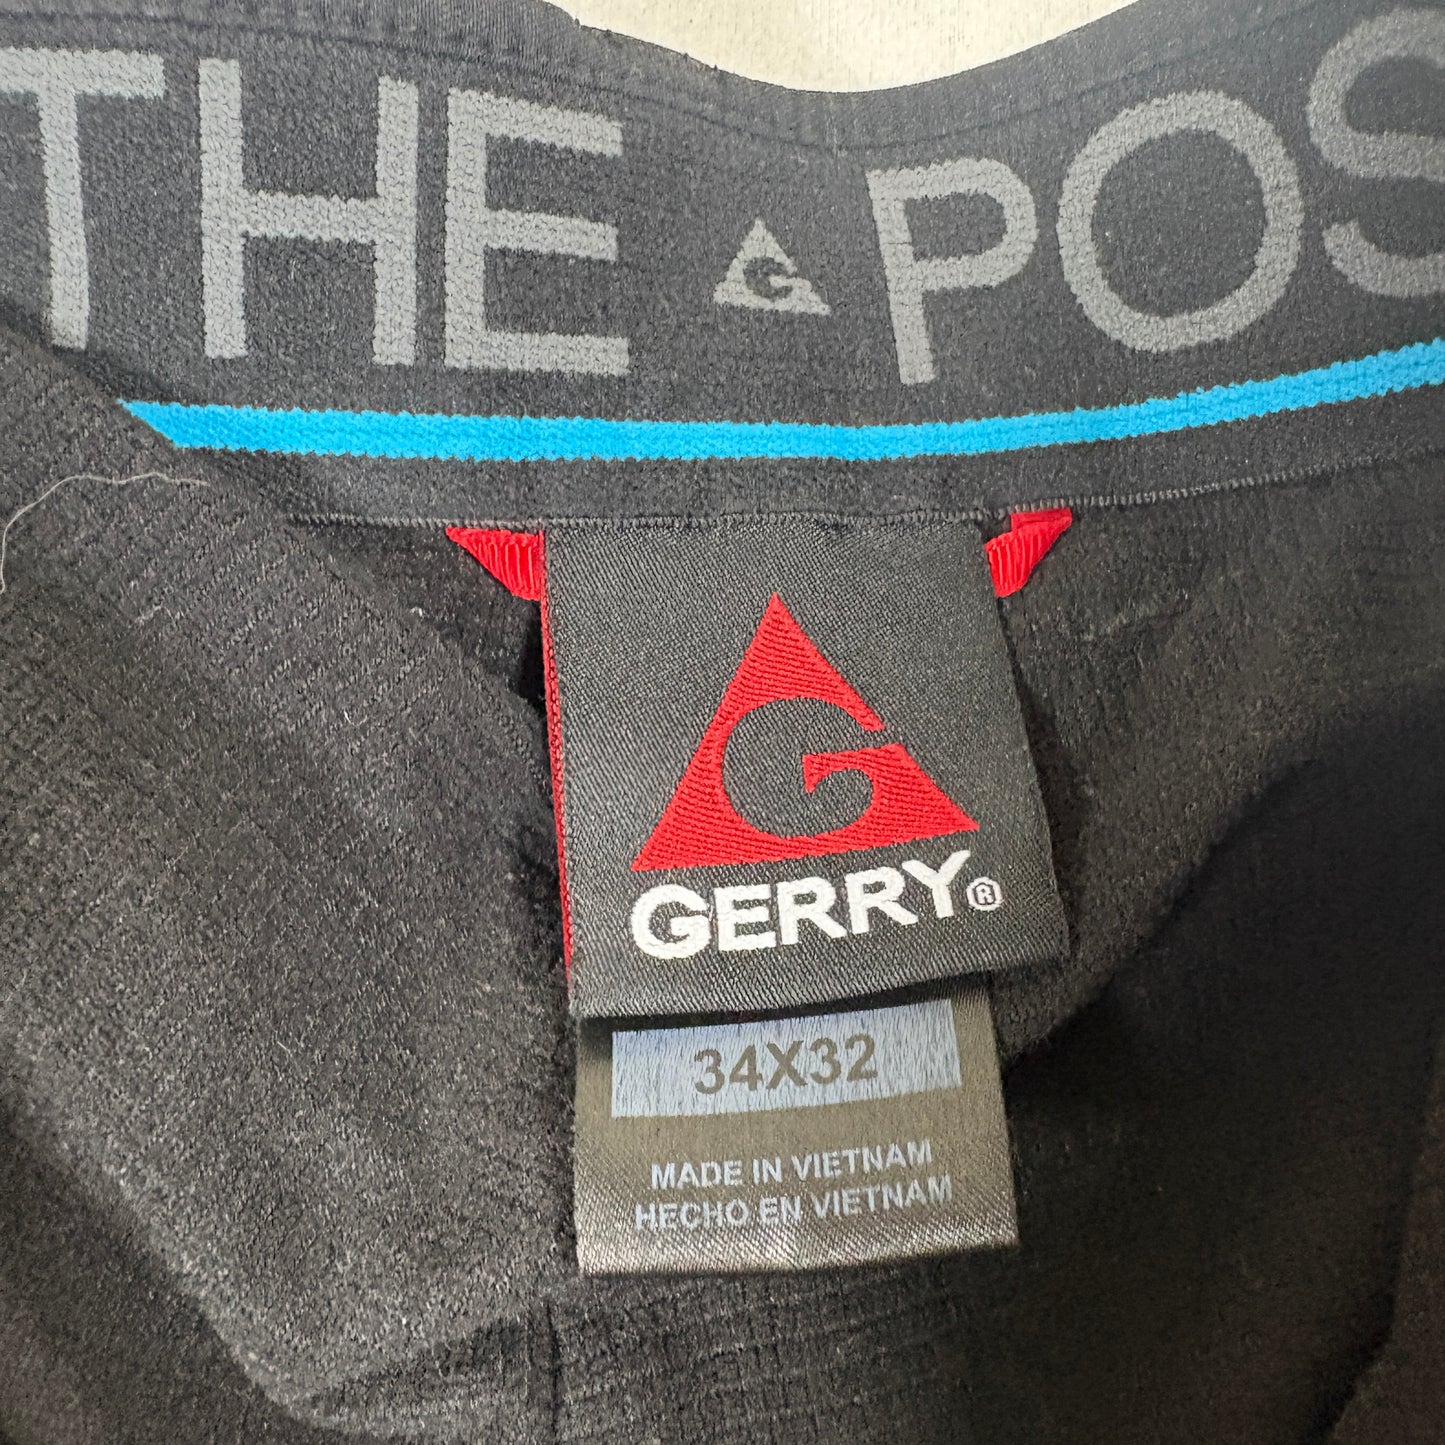 THE G POS
G
GERRY®
34X32
MADE IN VIETNAM
HECHO EN VIETNAM